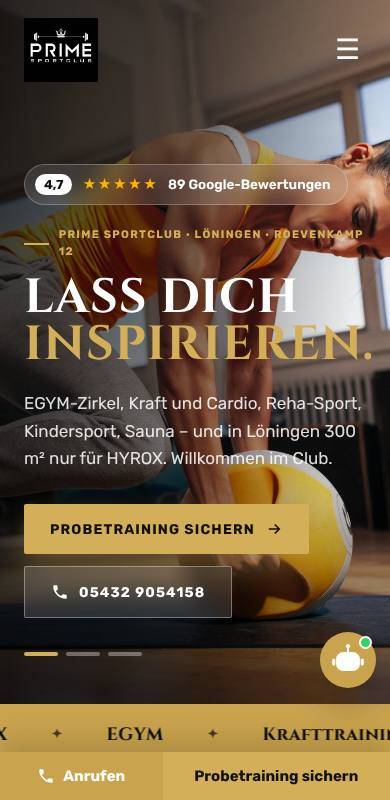 PRIME
SPORTCLUB
4,7 ★★★★★ 89 Google-Bewertungen
PRIME SPORTCLUB · LÖNINGEN · ROEVENKAMP
12
LASS DICH
INSPIRIEREN.
EGYM-Zirkel, Kraft und Cardio, Reha-Sport,
Kindersport, Sauna – und in Löningen 300
m² nur für HYROX. Willkommen im Club.
PROBETRAINING SICHERN →
05432 9054158
X ✦ EGYM ✦ KRAFTTRAININ
Anrufen
Probetraining sichern